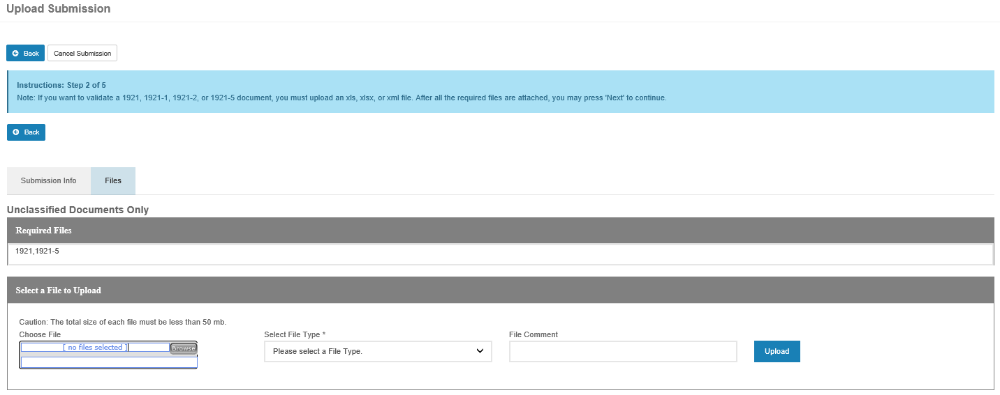 Upload Submission
Back Cancel Submission
Instructions: Step 2 of 5
Note: If you want to validate a 1921, 1921-1, 1921-2, or 1921-5 document, you must upload an xls, xlsx, or xml file. After all the required files are attached, you may press 'Next' to continue.
Back
Submission Info Files
Unclassified Documents Only
Required Files
1921,1921-5
Select a File to Upload
Caution: The total size of each file must be less than 50 mb.
Choose File Select File Type * File Comment
[ no files selected ] Browse Please select a File Type. Upload